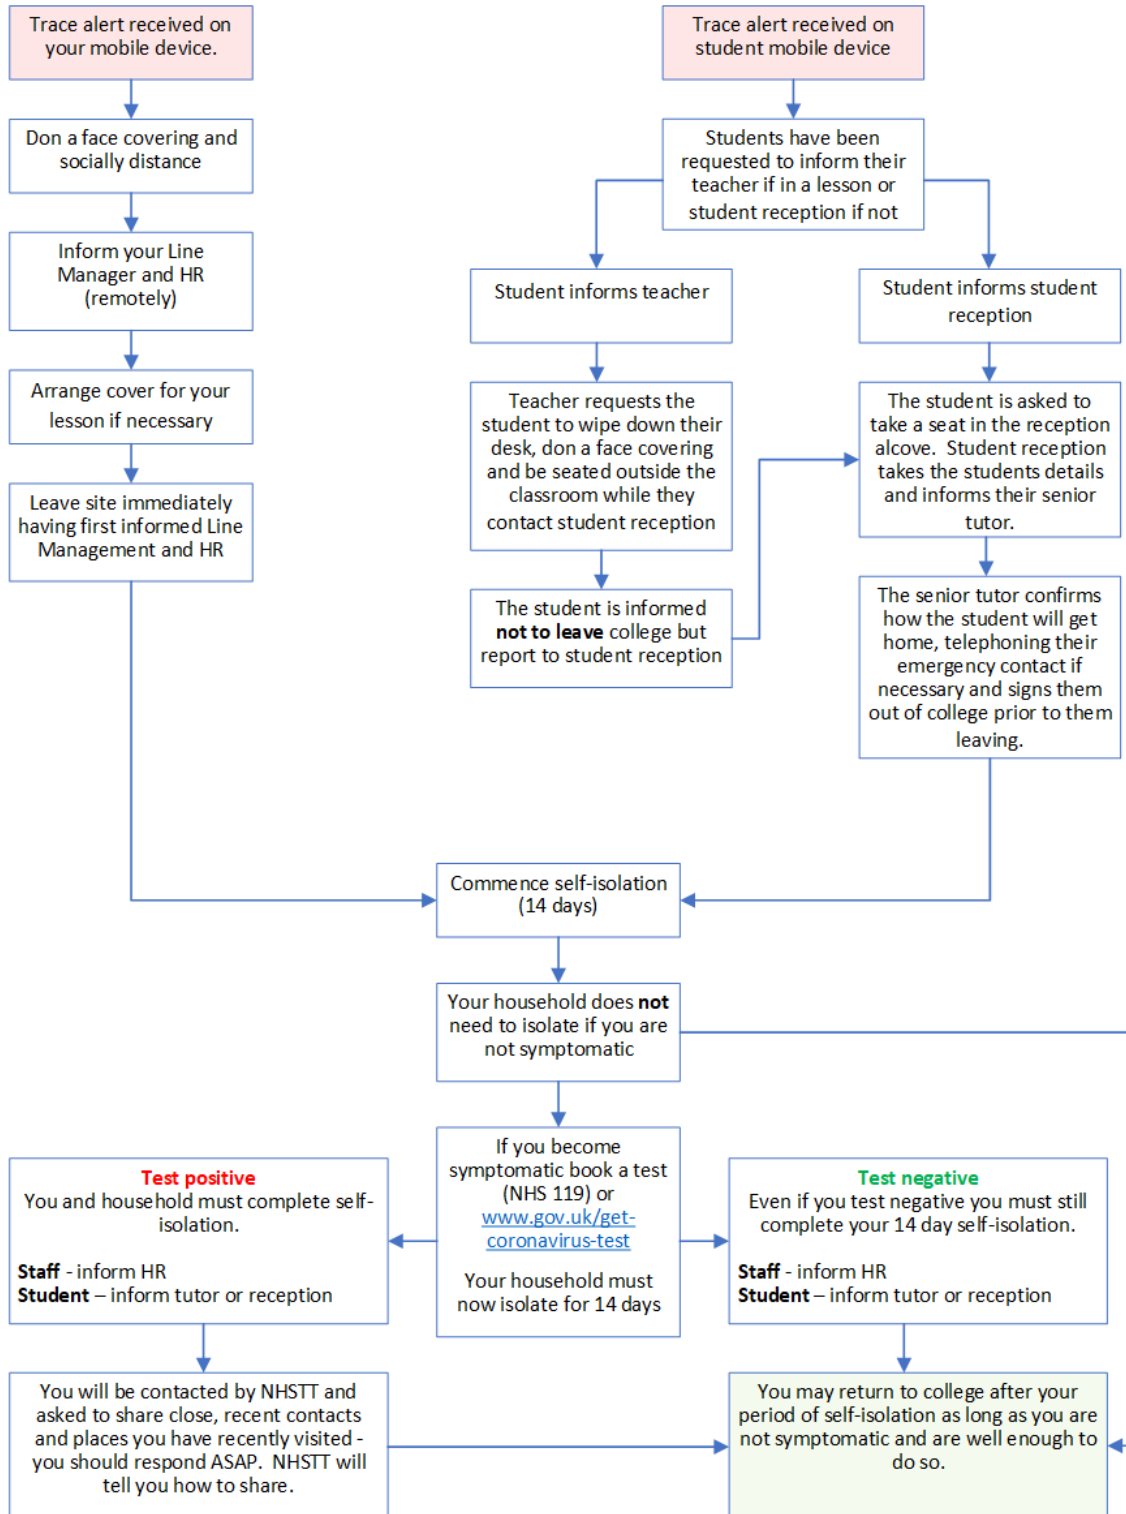 Trace alert received on
your mobile device.
Don a face covering and
socially distance
Inform your Line
Manager and HR
(remotely)
Arrange cover for your
lesson if necessary
Leave site immediately
having first informed Line
Management and HR
Trace alert received on
student mobile device
Students have been
requested to inform their
teacher if in a lesson or
student reception if not
Student informs teacher
Teacher requests the
student to wipe down their
desk, don a face covering
and be seated outside the
classroom while they
contact student reception
The student is informed
not to leave college but
report to student reception
Student informs student
reception
The student is asked to
take a seat in the reception
alcove.  Student reception
takes the students details
and informs their senior
tutor.
The senior tutor confirms
how the student will get
home, telephoning their
emergency contact if
necessary and signs them
out of college prior to them
leaving.
Commence self-isolation
(14 days)
Your household does not
need to isolate if you are
not symptomatic
If you become
symptomatic book a test
(NHS 119) or
www.gov.uk/get-
coronavirus-test
Your household must
now isolate for 14 days
Test positive
You and household must complete self-
isolation.
Staff - inform HR
Student – inform tutor or reception
You will be contacted by NHSTT and
asked to share close, recent contacts
and places you have recently visited -
you should respond ASAP.  NHSTT will
tell you how to share.
Test negative
Even if you test negative you must still
complete your 14 day self-isolation.
Staff - inform HR
Student – inform tutor or reception
You may return to college after your
period of self-isolation as long as you are
not symptomatic and are well enough to
do so.